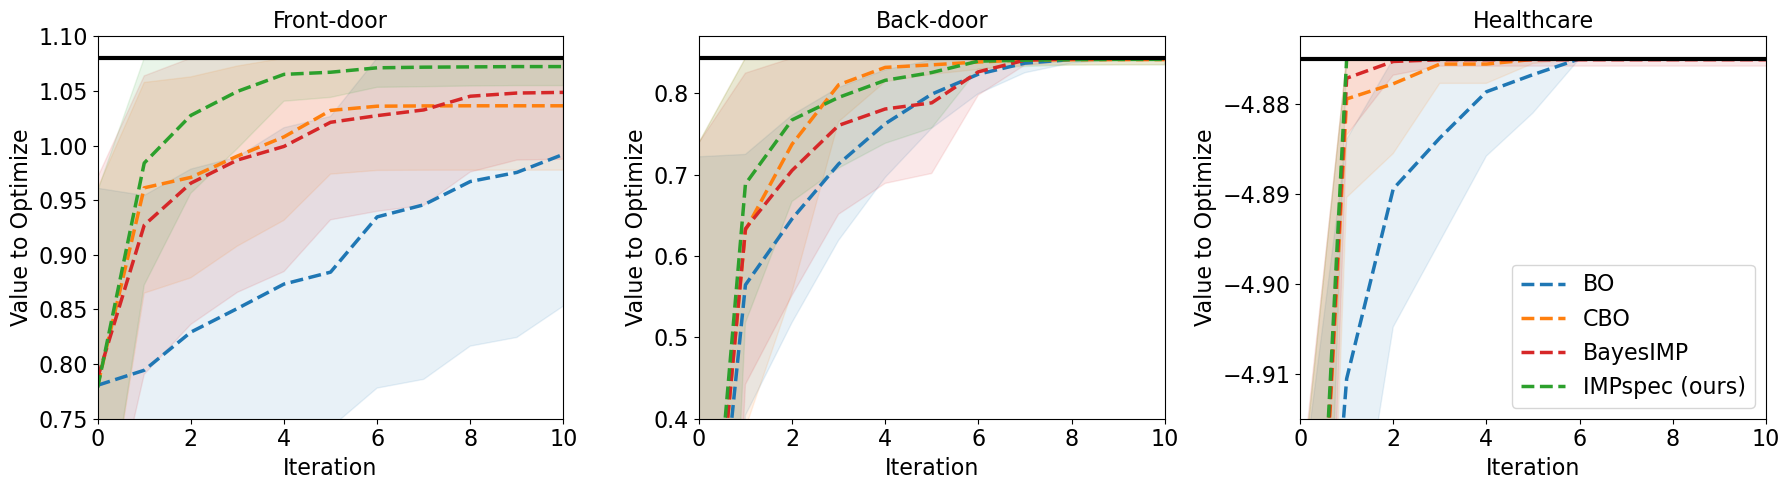 Front-door
1.10
1.05
1.00
0.95
0.90
0.85
0.80
0.75
Value to Optimize
0 2 4 6 8 10
Iteration
Back-door
0.8
0.7
0.6
0.5
0.4
Value to Optimize
0 2 4 6 8 10
Iteration
Healthcare
−4.88
−4.89
−4.90
−4.91
Value to Optimize
0 2 4 6 8 10
Iteration
BO
CBO
BayesIMP
IMPspec (ours)